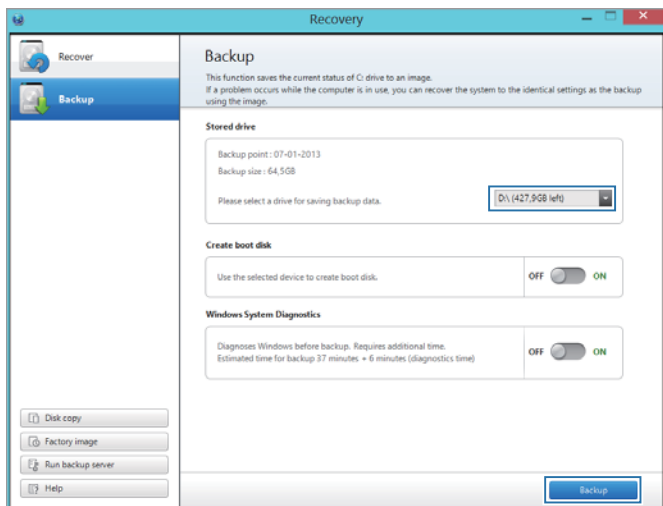 Recovery
Recover
Backup
Disk copy
Factory image
Run backup server
Help
Backup
This function saves the current status of C: drive to an image.
If a problem occurs while the computer is in use, you can recover the system to the identical settings as the backup
using the image.
Stored drive
Backup point : 07-01-2013
Backup size : 64,5GB
Please select a drive for saving backup data.
D:\ (427,9GB left)
Create boot disk
Use the selected device to create boot disk.
OFF ON
Windows System Diagnostics
Diagnoses Windows before backup. Requires additional time.
Estimated time for backup 37 minutes + 6 minutes (diagnostics time)
OFF ON
Backup